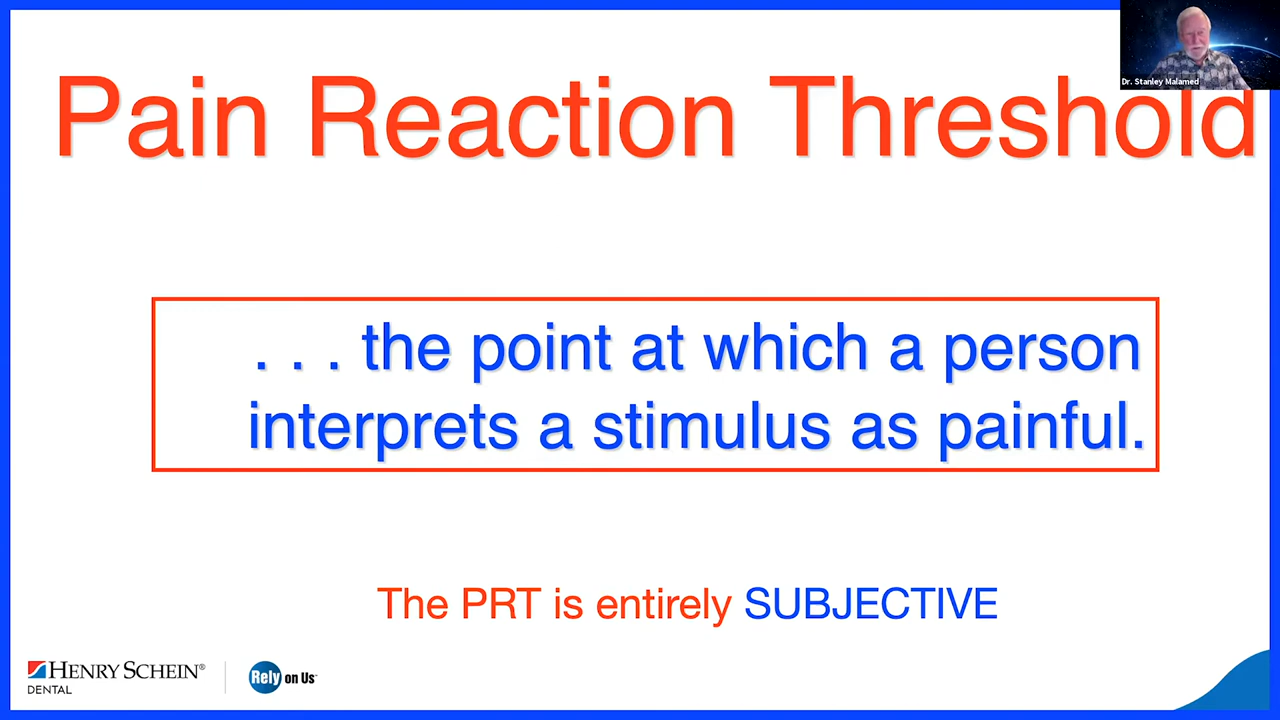 Dr. Stanley Malamed
Pain Reaction Threshold
. . . the point at which a person
interprets a stimulus as painful.
The PRT is entirely SUBJECTIVE
HENRY SCHEIN®
DENTAL
Rely on Us™